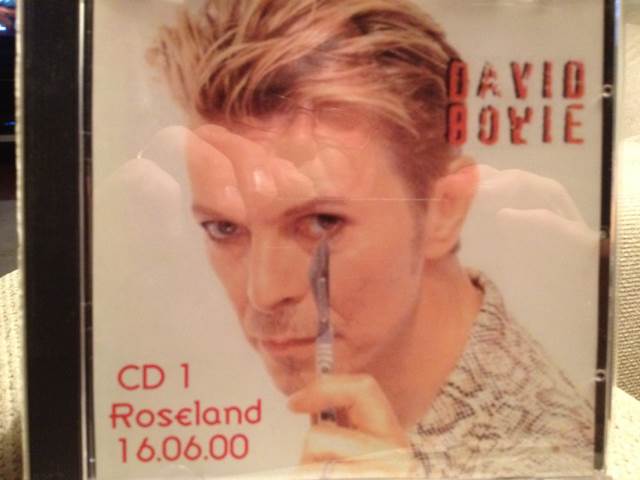 DAVID
BOWIE
CD 1
Roseland
16.06.00